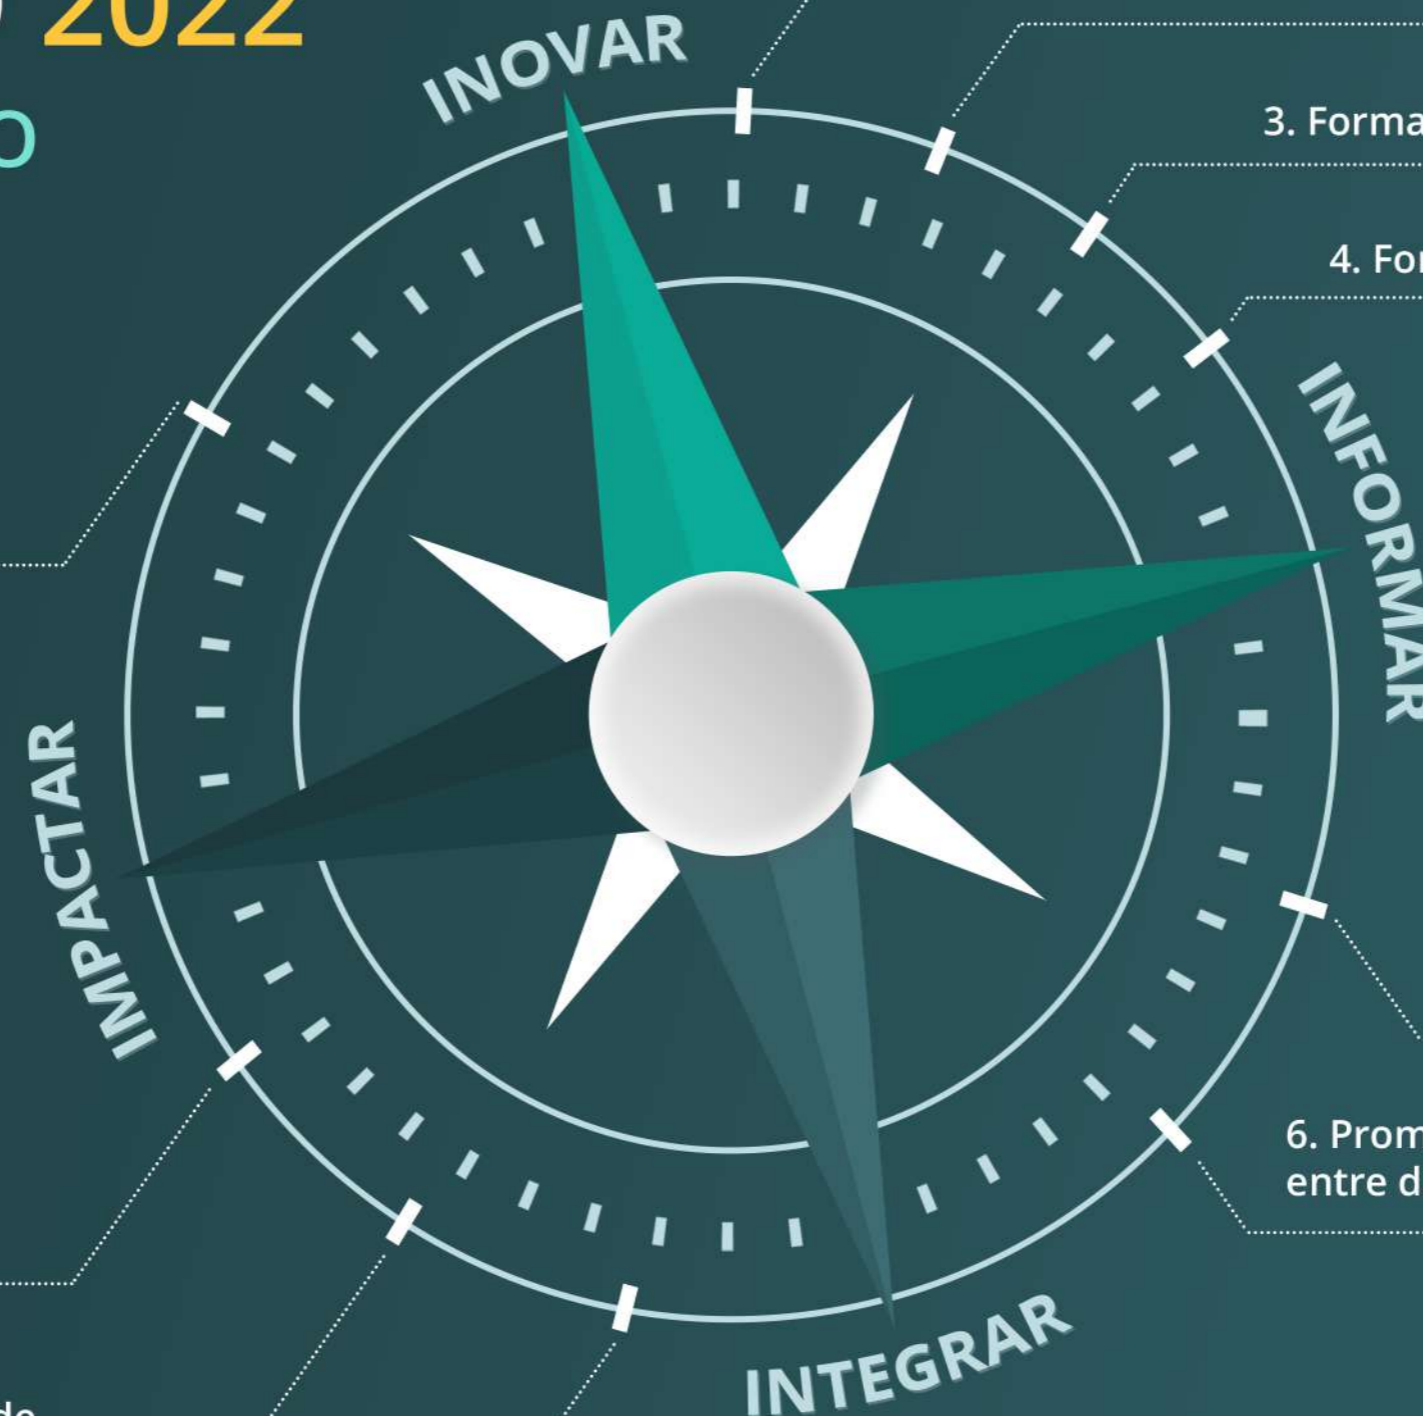 2022
INOVAR
3. Forma
4. For
INFORMAR
IMPACTAR
6. Prom
entre d
INTEGRAR